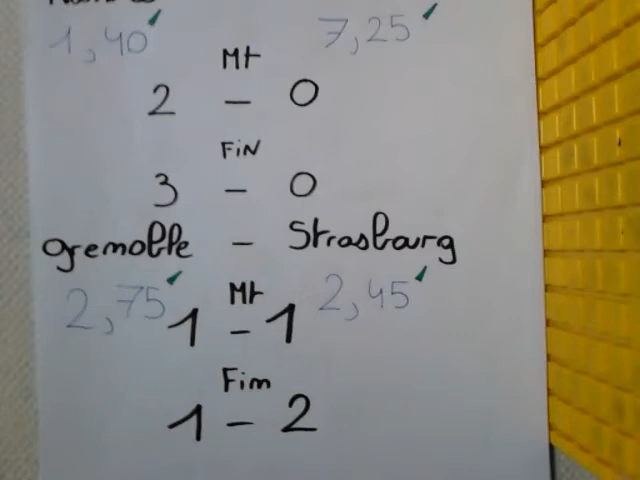 1,40 7,25
Mt
2 - 0
FiN
3 - 0
gremoble - Strasbourg
2,75 Mt 2,45
1 - 1
Fim
1 - 2